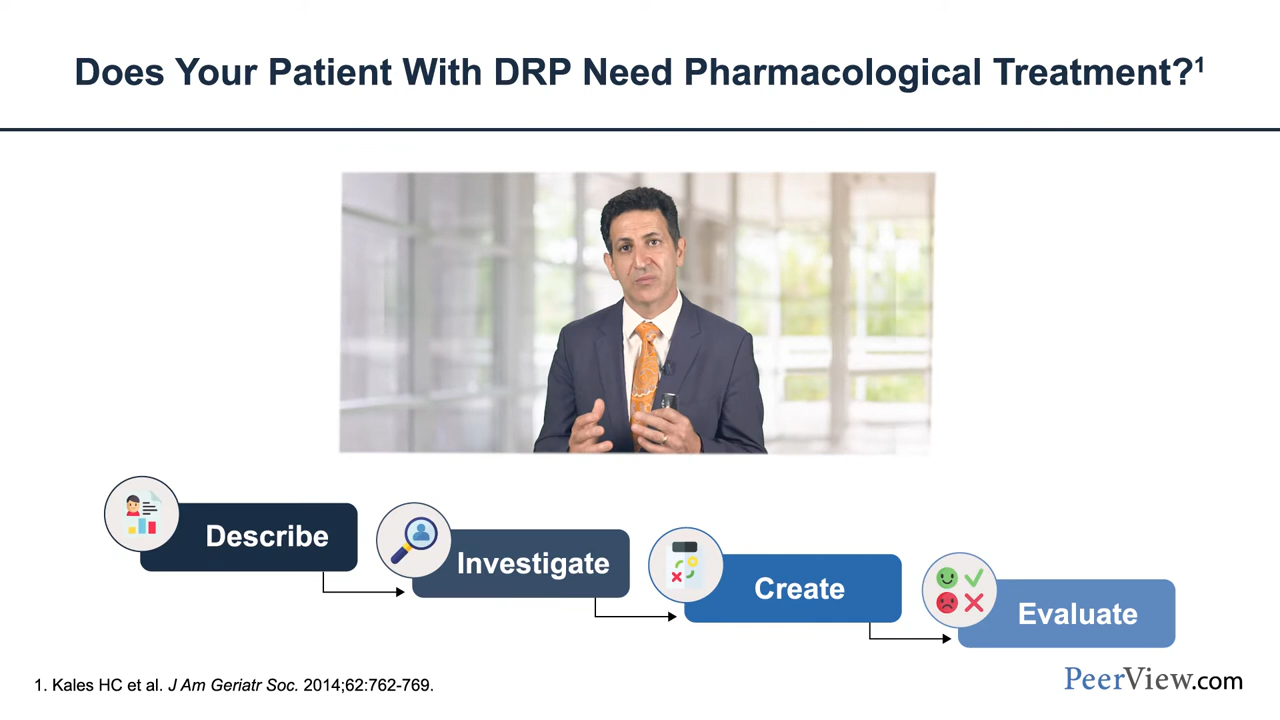 Does Your Patient With DRP Need Pharmacological Treatment?¹
Describe
Investigate
Create
Evaluate
1. Kales HC et al. J Am Geriatr Soc. 2014;62:762-769.
PeerView.com